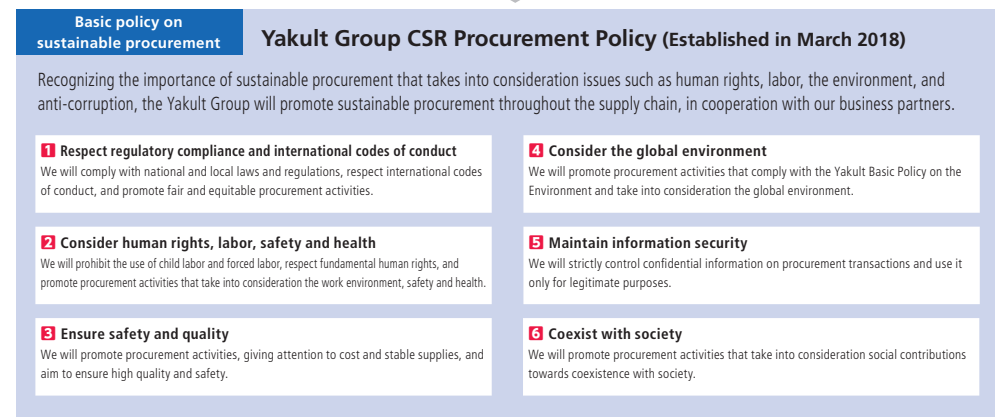 Basic policy on
sustainable procurement
Yakult Group CSR Procurement Policy (Established in March 2018)
Recognizing the importance of sustainable procurement that takes into consideration issues such as human rights, labor, the environment, and
anti-corruption, the Yakult Group will promote sustainable procurement throughout the supply chain, in cooperation with our business partners.
1 Respect regulatory compliance and international codes of conduct
We will comply with national and local laws and regulations, respect international codes
of conduct, and promote fair and equitable procurement activities.
2 Consider human rights, labor, safety and health
We will prohibit the use of child labor and forced labor, respect fundamental human rights, and
promote procurement activities that take into consideration the work environment, safety and health.
3 Ensure safety and quality
We will promote procurement activities, giving attention to cost and stable supplies, and
aim to ensure high quality and safety.
4 Consider the global environment
We will promote procurement activities that comply with the Yakult Basic Policy on the
Environment and take into consideration the global environment.
5 Maintain information security
We will strictly control confidential information on procurement transactions and use it
only for legitimate purposes.
6 Coexist with society
We will promote procurement activities that take into consideration social contributions
towards coexistence with society.